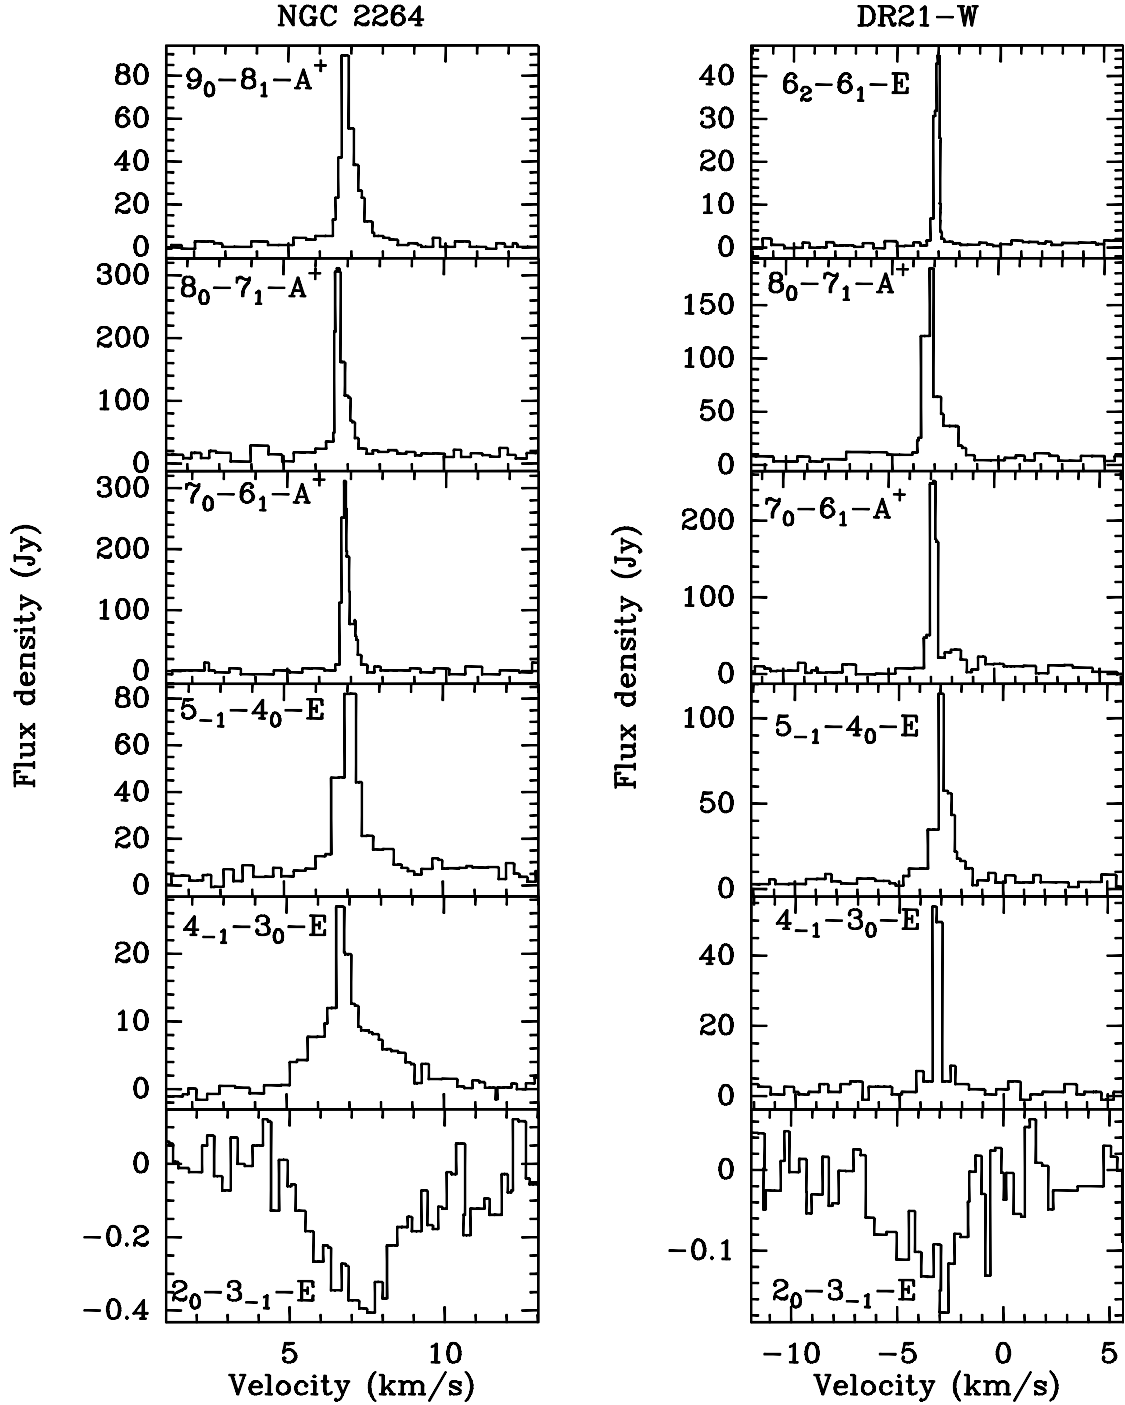 NGC 2264
DR21-W
Flux density (Jy)
9₀-8₁-A⁺
80
60
40
20
0
8₀-7₁-A⁺
300
200
100
0
7₀-6₁-A⁺
300
200
100
0
5₋₁-4₀-E
80
60
40
20
0
4₋₁-3₀-E
20
10
0
2₀-3₋₁-E
0
-0.2
-0.4
5 10
Velocity (km/s)
Flux density (Jy)
6₂-6₁-E
40
30
20
10
0
8₀-7₁-A⁺
150
100
50
0
7₀-6₁-A⁺
200
100
0
5₋₁-4₀-E
100
50
0
4₋₁-3₀-E
40
20
0
2₀-3₋₁-E
0
-0.1
-10 -5 0 5
Velocity (km/s)